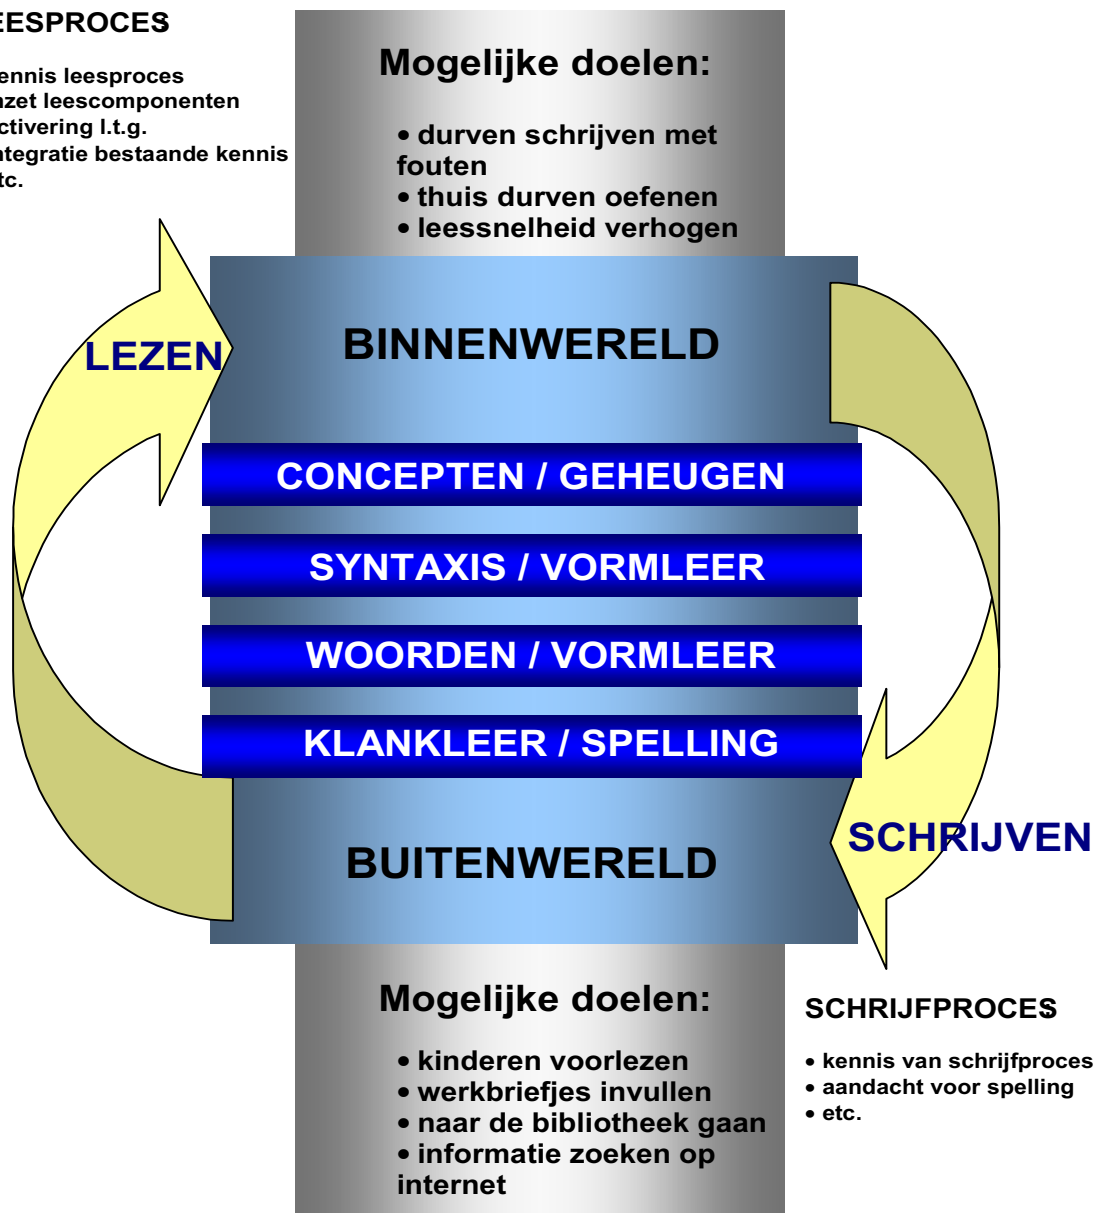 EESPROCES
ennis leesproces
nzet leescomponenten
ctivering l.t.g.
ntegratie bestaande kennis
tc.
Mogelijke doelen:
• durven schrijven met
fouten
• thuis durven oefenen
• leessnelheid verhogen
LEZEN
BINNENWERELD
CONCEPTEN / GEHEUGEN
SYNTAXIS / VORMLEER
WOORDEN / VORMLEER
KLANKLEER / SPELLING
SCHRIJVEN
BUITENWERELD
Mogelijke doelen:
• kinderen voorlezen
• werkbriefjes invullen
• naar de bibliotheek gaan
• informatie zoeken op
internet
SCHRIJFPROCES
• kennis van schrijfproces
• aandacht voor spelling
• etc.